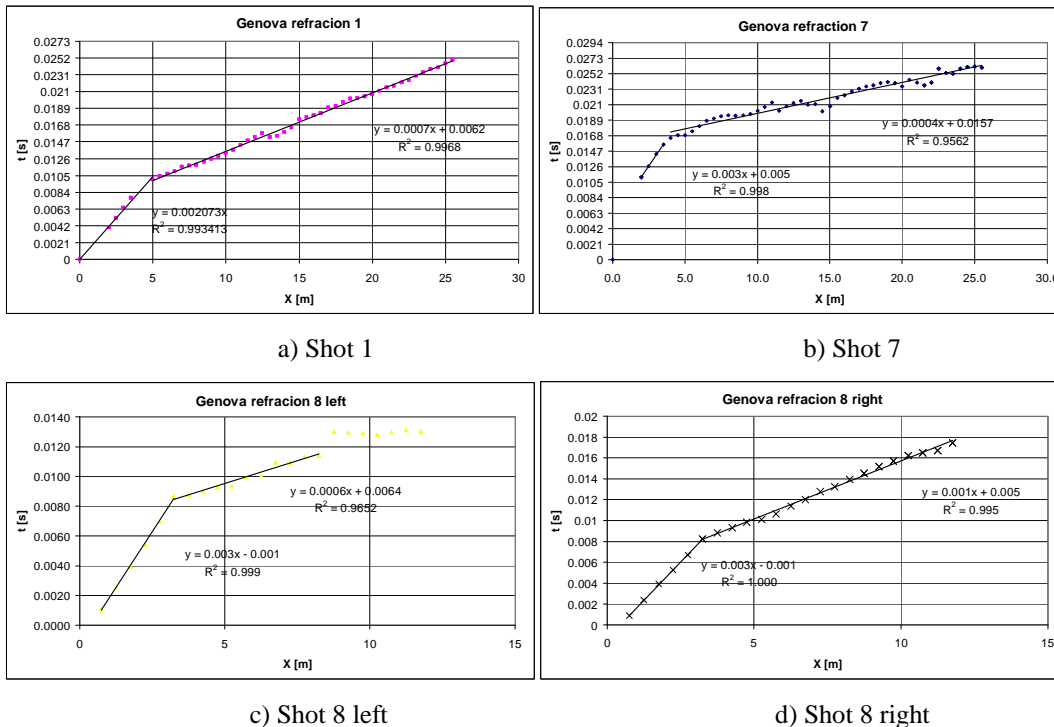 Genova refracion 1
0.0273
0.0252
0.0231
0.021
0.0189
0.0168
0.0147
0.0126
0.0105
0.0084
0.0063
0.0042
0.0021
0
t [s]
y = 0.0007x + 0.0062
R² = 0.9968
y = 0.002073x
R² = 0.993413
0 5 10 15 20 25 30
X [m]
a) Shot 1
Genova refraction 7
0.0294
0.0273
0.0252
0.0231
0.021
0.0189
0.0168
0.0147
0.0126
0.0105
0.0084
0.0063
0.0042
0.0021
0
t [s]
y = 0.0004x + 0.0157
R² = 0.9562
y = 0.003x + 0.005
R² = 0.998
0.0 5.0 10.0 15.0 20.0 25.0 30.0
X [m]
b) Shot 7
Genova refracion 8 left
0.0140
0.0120
0.0100
0.0080
0.0060
0.0040
0.0020
0.0000
t [s]
y = 0.0006x + 0.0064
R² = 0.9652
y = 0.003x - 0.001
R² = 0.999
0 5 10 15
X [m]
c) Shot 8 left
Genova refracion 8 right
0.02
0.018
0.016
0.014
0.012
0.01
0.008
0.006
0.004
0.002
0
t [s]
y = 0.001x + 0.005
R² = 0.995
y = 0.003x - 0.001
R² = 1.000
0 5 10 15
X [m]
d) Shot 8 right